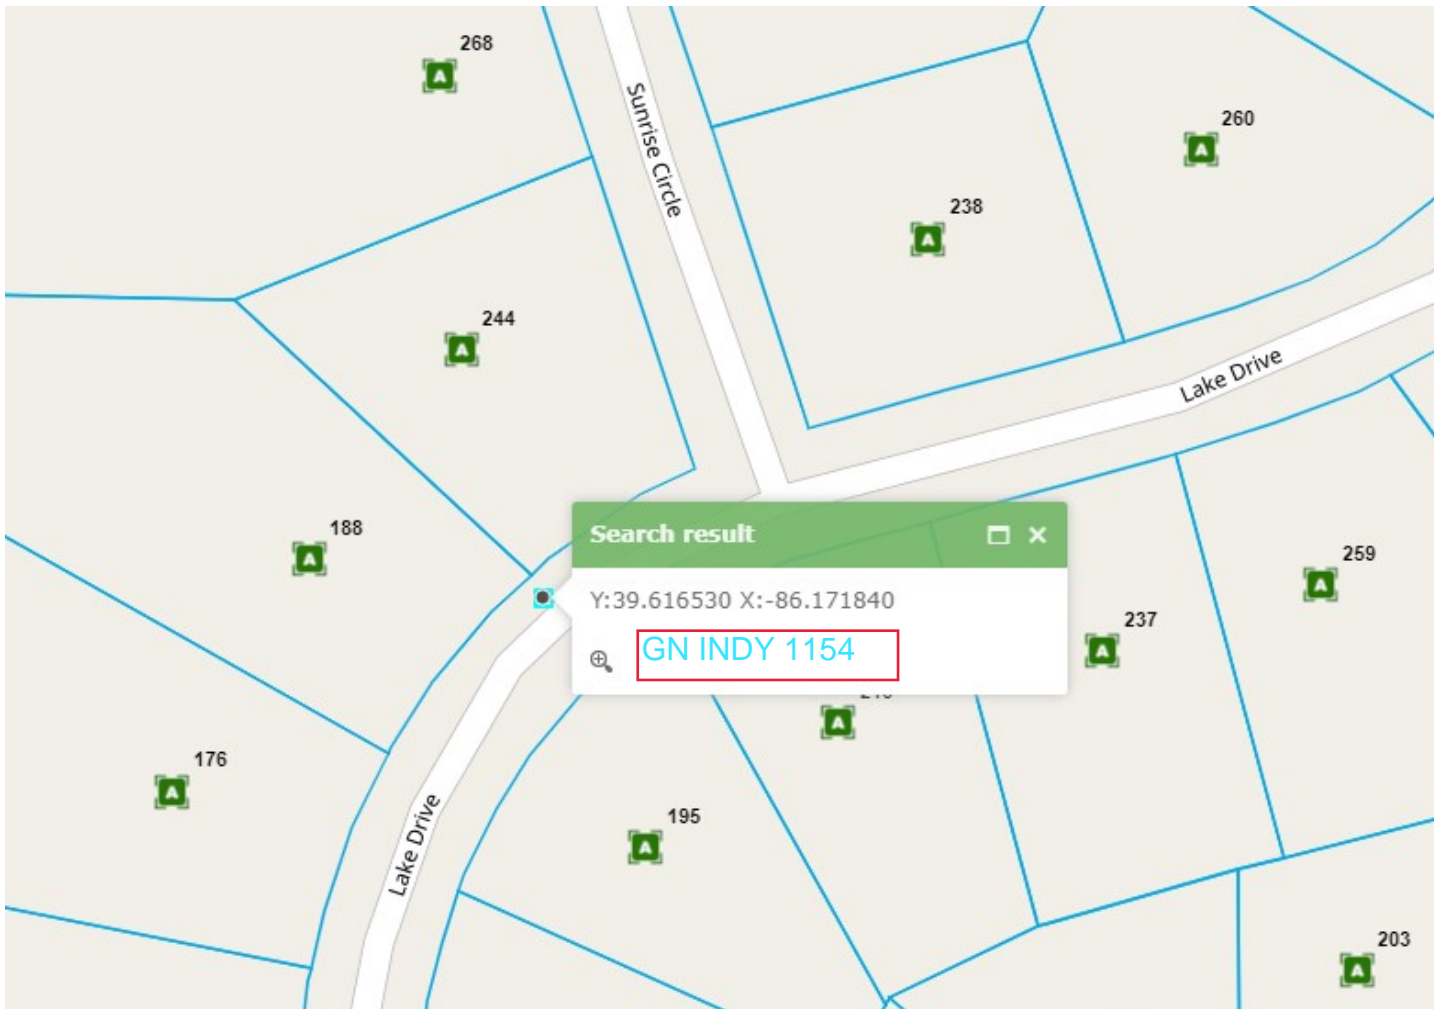 268
260
Sunrise Circle
238
244
Lake Drive
188
Search result
259
Y:39.616530 X:-86.171840
237
GN INDY 1154
176
195
Lake Drive
203